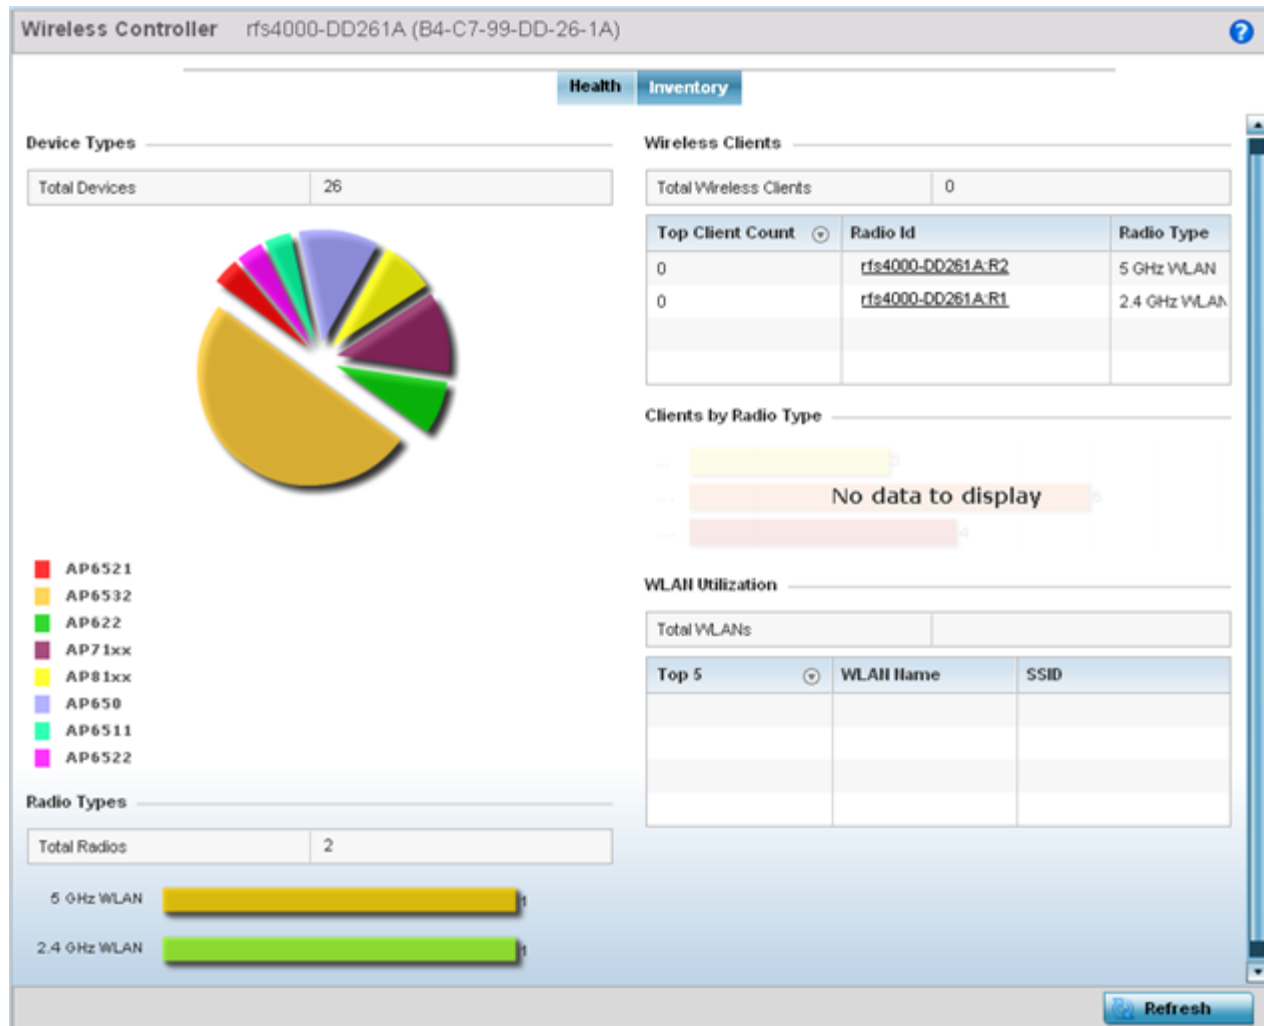 Wireless Controller rfs4000-DD261A (B4-C7-99-DD-26-1A)
Health Inventory
Device Types
Total Devices 26
AP6521
AP6532
AP622
AP71xx
AP81xx
AP650
AP6511
AP6522
Radio Types
Total Radios 2
5 GHz WLAN 1
2.4 GHz WLAN 1
Wireless Clients
Total Wireless Clients 0
Top Client Count Radio Id Radio Type
0 rfs4000-DD261A:R2 5 GHz WLAN
0 rfs4000-DD261A:R1 2.4 GHz WLAN
Clients by Radio Type
No data to display
WLAN Utilization
Total WLANs
Top 5 WLAN Name SSID
Refresh